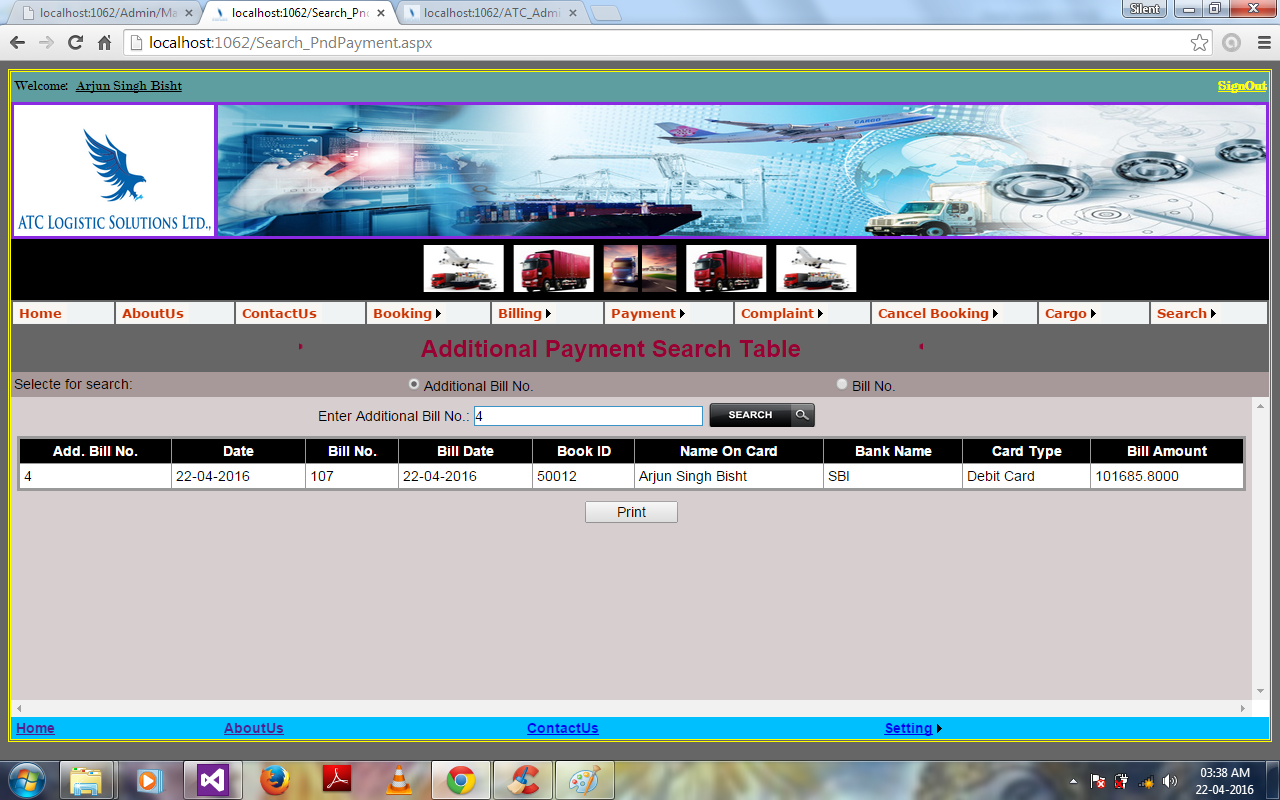 localhost:1062/Admin/Ma
localhost:1062/Search_Pnd
localhost:1062/ATC_Admi
Silent
localhost:1062/Search_PndPayment.aspx
Welcome: Arjun Singh Bisht
SignOut
ATC LOGISTIC SOLUTIONS LTD.,
CARGO
Home AboutUs ContactUs Booking Billing Payment Complaint Cancel Booking Cargo Search
Additional Payment Search Table
Selecte for search: Additional Bill No. Bill No.
Enter Additional Bill No.: 4 SEARCH
Add. Bill No. Date Bill No. Bill Date Book ID Name On Card Bank Name Card Type Bill Amount
4 22-04-2016 107 22-04-2016 50012 Arjun Singh Bisht SBI Debit Card 101685.8000
Print
Home AboutUs ContactUs Setting
03:38 AM
22-04-2016